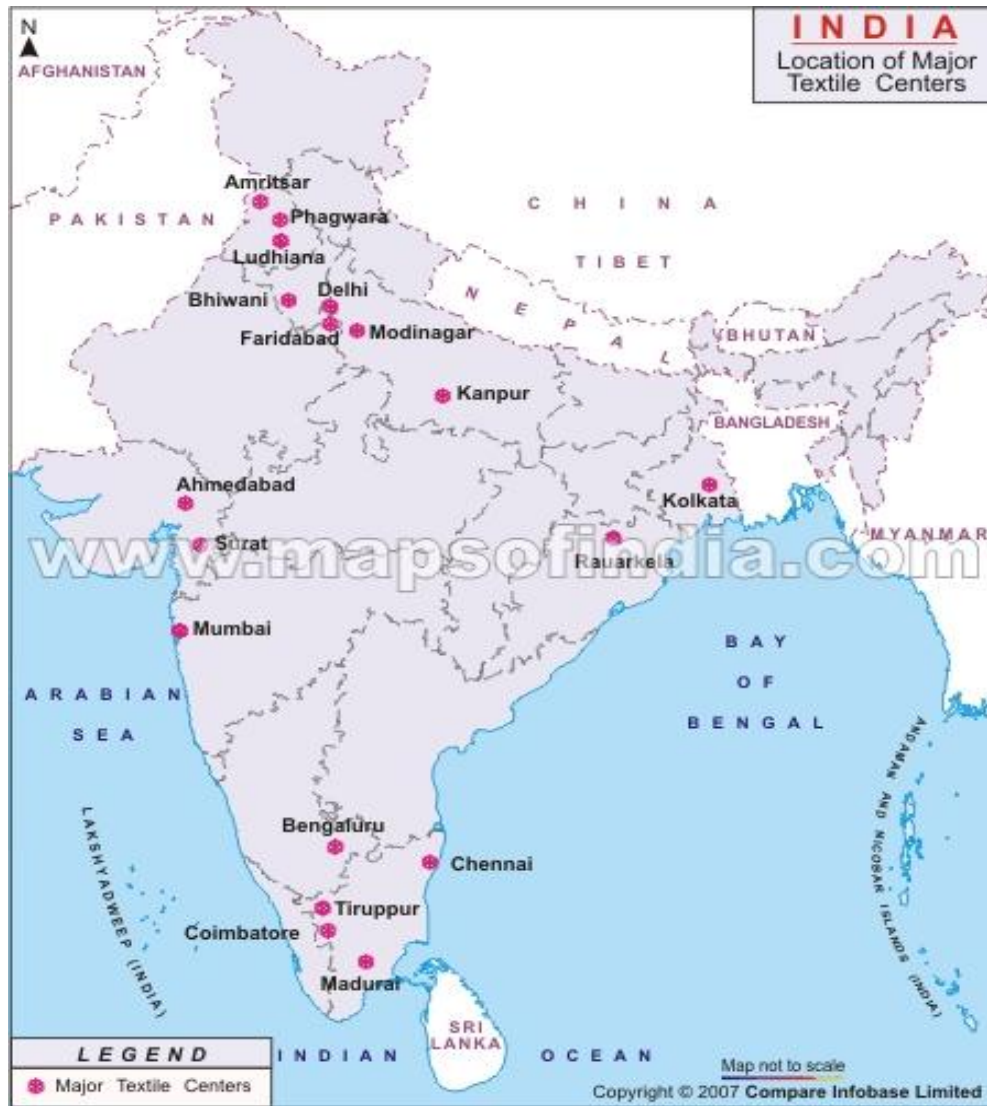 N
I N D I A
Location of Major
Textile Centers
AFGHANISTAN
Amritsar
PAKISTAN
Phagwara
CHINA
Ludhiana
TIBET
Bhiwani
Delhi
NEPAL
Faridabad
Modinagar
BHUTAN
Kanpur
BANGLADESH
Ahmedabad
Kolkata
Surat
MYANMAR
www.mapsofindia.com
Rauarkela
Mumbai
BAY
OF
BENGAL
ARABIAN
SEA
ANDAMAN AND NICOBAR ISLANDS (INDIA)
LAKSHYADWEEP (INDIA)
Bengaluru
Chennai
Tiruppur
Coimbatore
Madurai
SRI
LANKA
INDIAN OCEAN
LEGEND
Major Textile Centers
Map not to scale
Copyright © 2007 Compare Infobase Limited